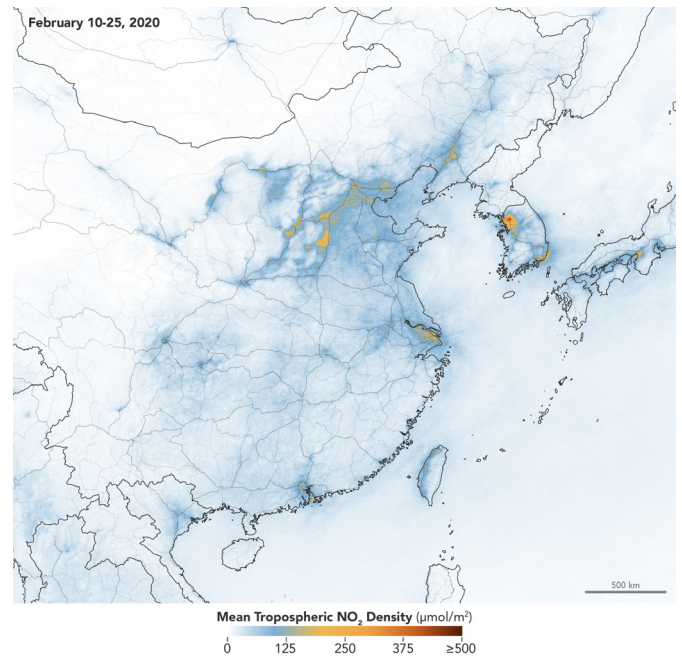 February 10-25, 2020
500 km
Mean Tropospheric NO₂ Density (μmol/m²)
0 125 250 375 ≥500